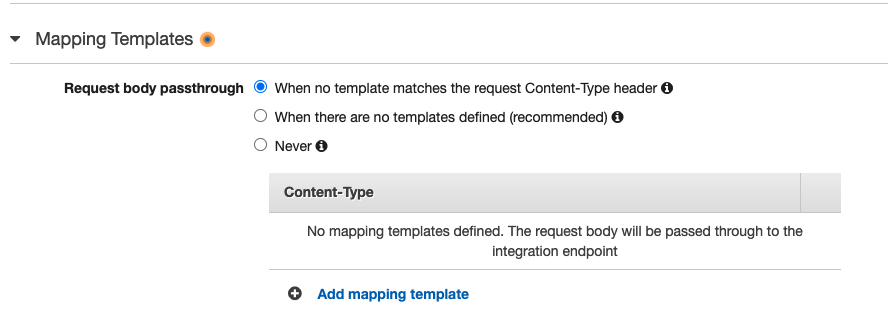 Mapping Templates
Request body passthrough When no template matches the request Content-Type header
When there are no templates defined (recommended)
Never
Content-Type
No mapping templates defined. The request body will be passed through to the
integration endpoint
Add mapping template